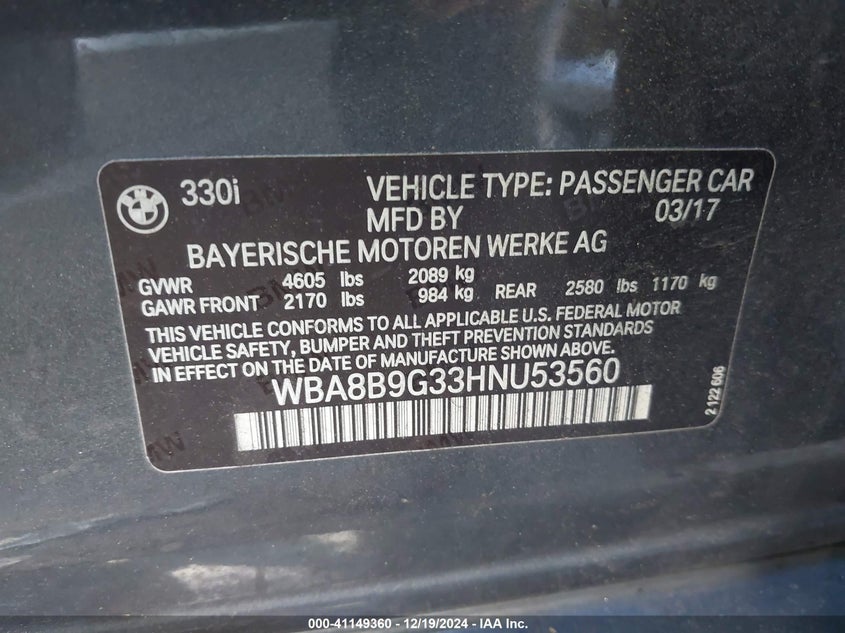 330i VEHICLE TYPE: PASSENGER CAR
MFD BY 03/17
BAYERISCHE MOTOREN WERKE AG
GVWR 4605 lbs 2089 kg
GAWR FRONT 2170 lbs 984 kg REAR 2580 lbs 1170 kg
THIS VEHICLE CONFORMS TO ALL APPLICABLE U.S. FEDERAL MOTOR
VEHICLE SAFETY, BUMPER AND THEFT PREVENTION STANDARDS
IN EFFECT ON THE DATE OF MANUFACTURE SHOWN ABOVE.
WBA8B9G33HNU53560
2 122 606
000-41149360 - 12/19/2024 - IAA Inc.